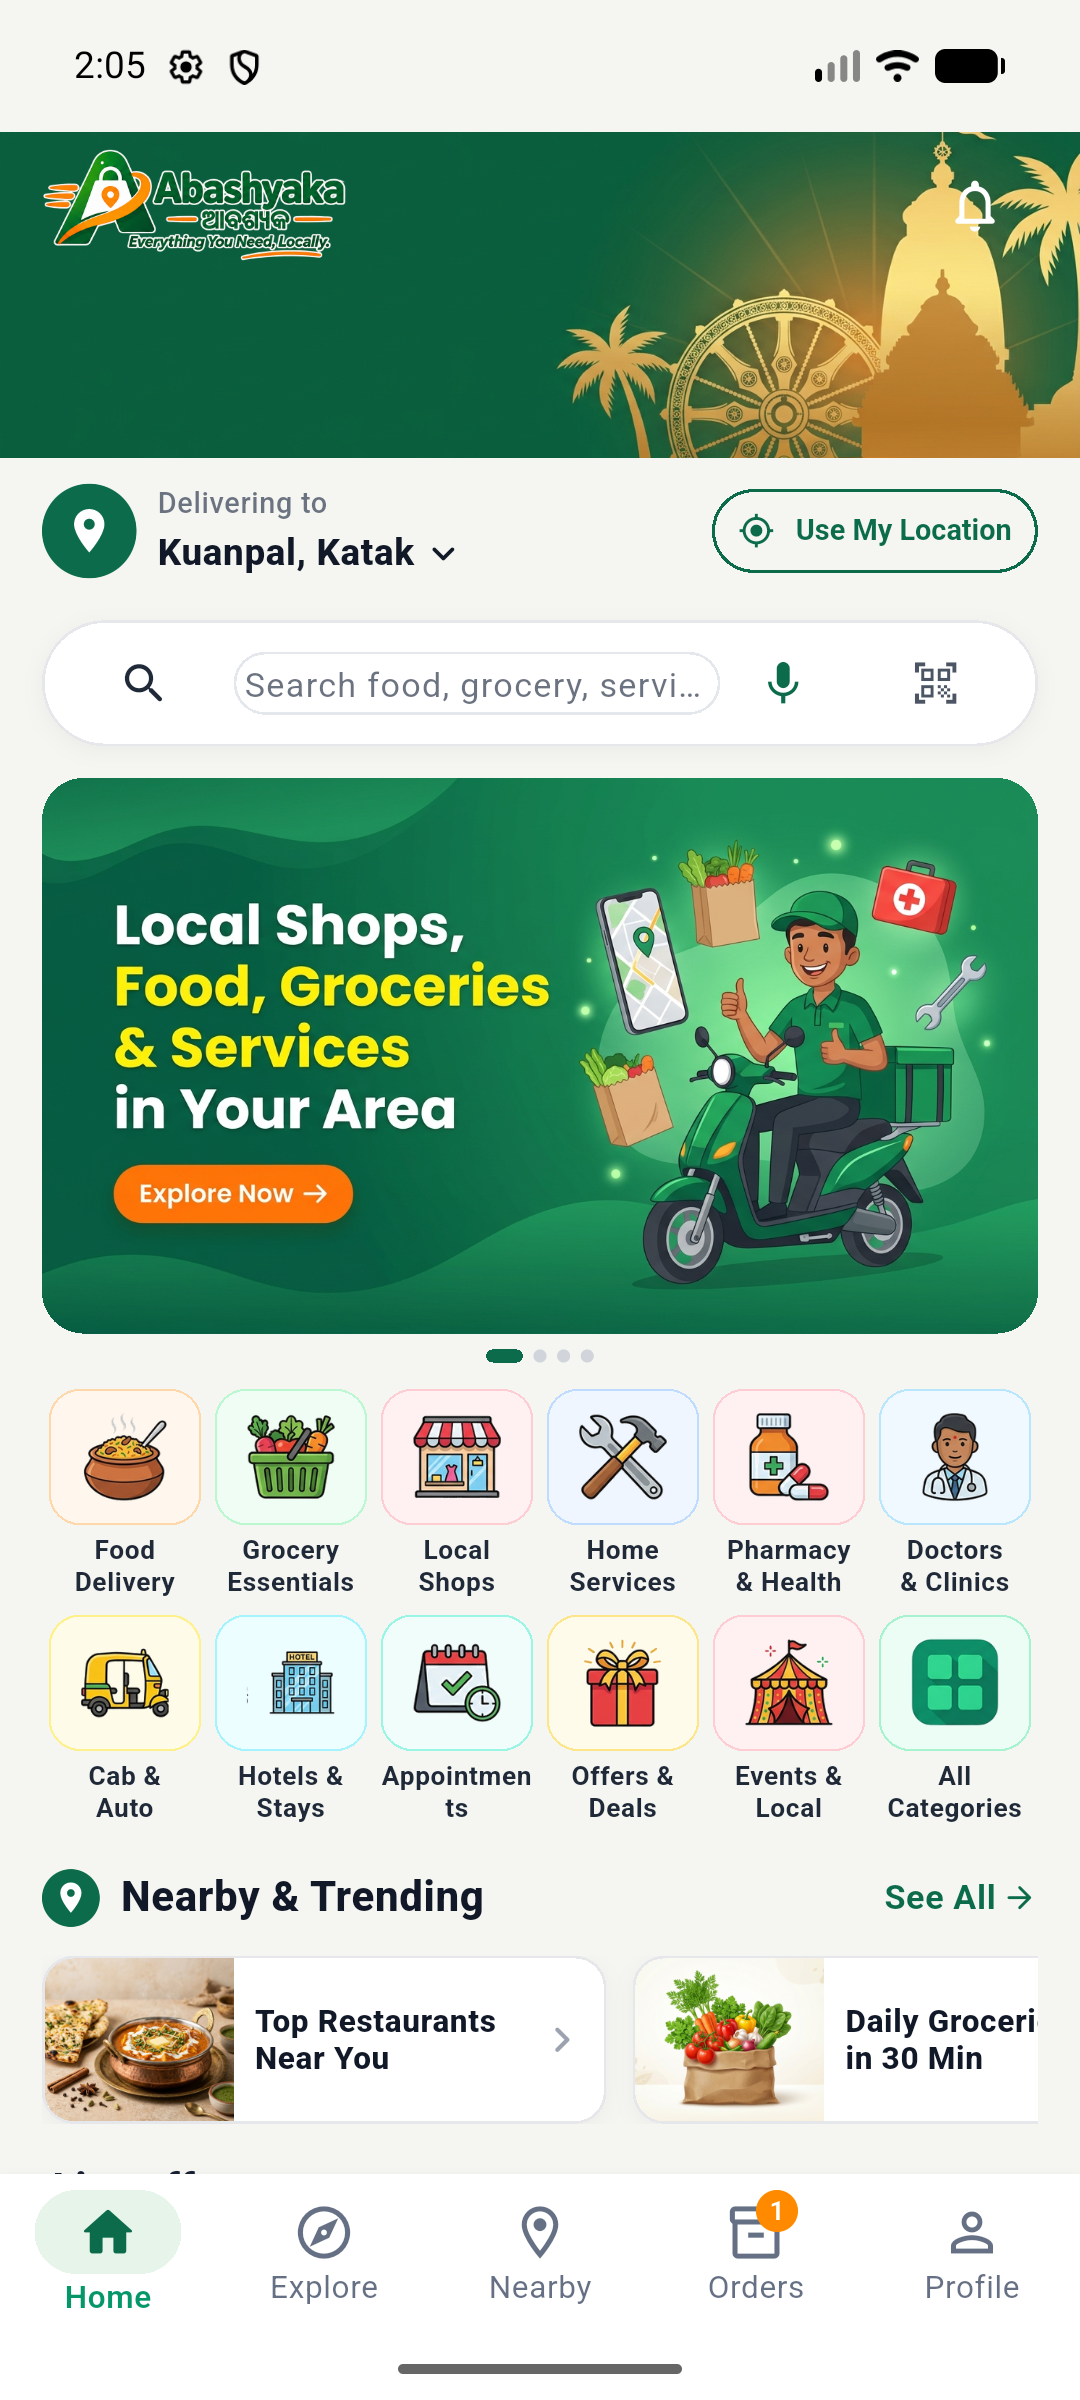 2:05
Abashyaka
ଆବଶ୍ୟକ
Everything You Need, Locally.
Delivering to
Kuanpal, Katak
Use My Location
Search food, grocery, servi...
Local Shops,
Food, Groceries
& Services
in Your Area
Explore Now →
Food
Delivery
Grocery
Essentials
Local
Shops
Home
Services
Pharmacy
& Health
Doctors
& Clinics
HOTEL
Cab &
Auto
Hotels &
Stays
Appointmen
ts
Offers &
Deals
Events &
Local
All
Categories
Nearby & Trending
See All →
Top Restaurants
Near You
Daily Groceri
in 30 Min
1
Home
Explore
Nearby
Orders
Profile